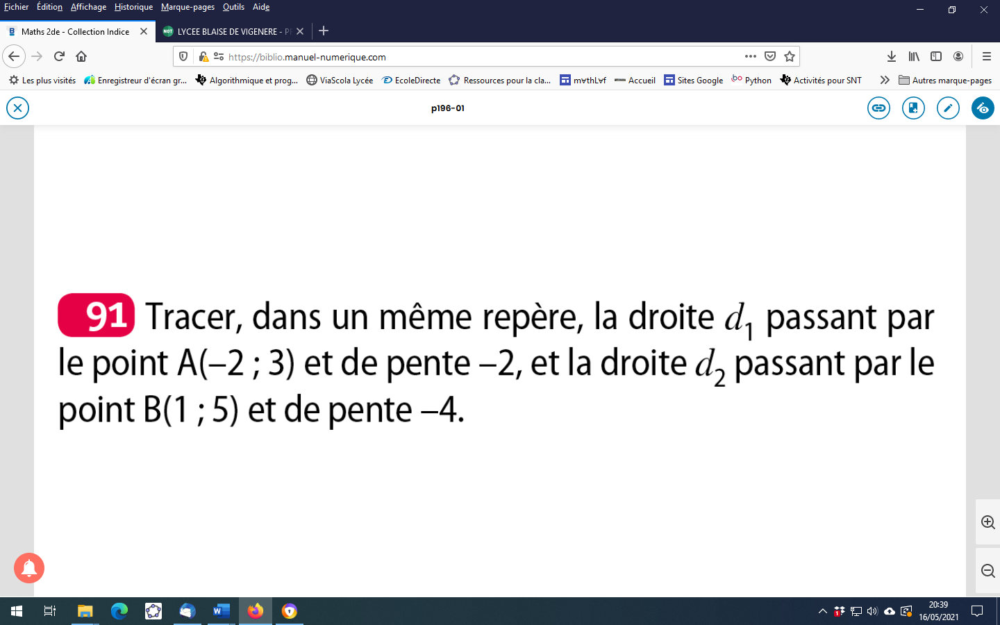 Fichier Édition Affichage Historique Marque-pages Outils Aide
Maths 2de - Collection Indice
LYCEE BLAISE DE VIGENERE - P
https://biblio.manuel-numerique.com
Les plus visités Enregistreur d'écran gr... Algorithmique et prog... ViaScola Lycée EcoleDirecte Ressources pour la cla... m∀thL∀f Accueil Sites Google Python Activités pour SNT Autres marque-pages
p196-01
91 Tracer, dans un même repère, la droite d1 passant par
le point A(–2 ; 3) et de pente –2, et la droite d2 passant par le
point B(1 ; 5) et de pente –4.
20:39
16/05/2021